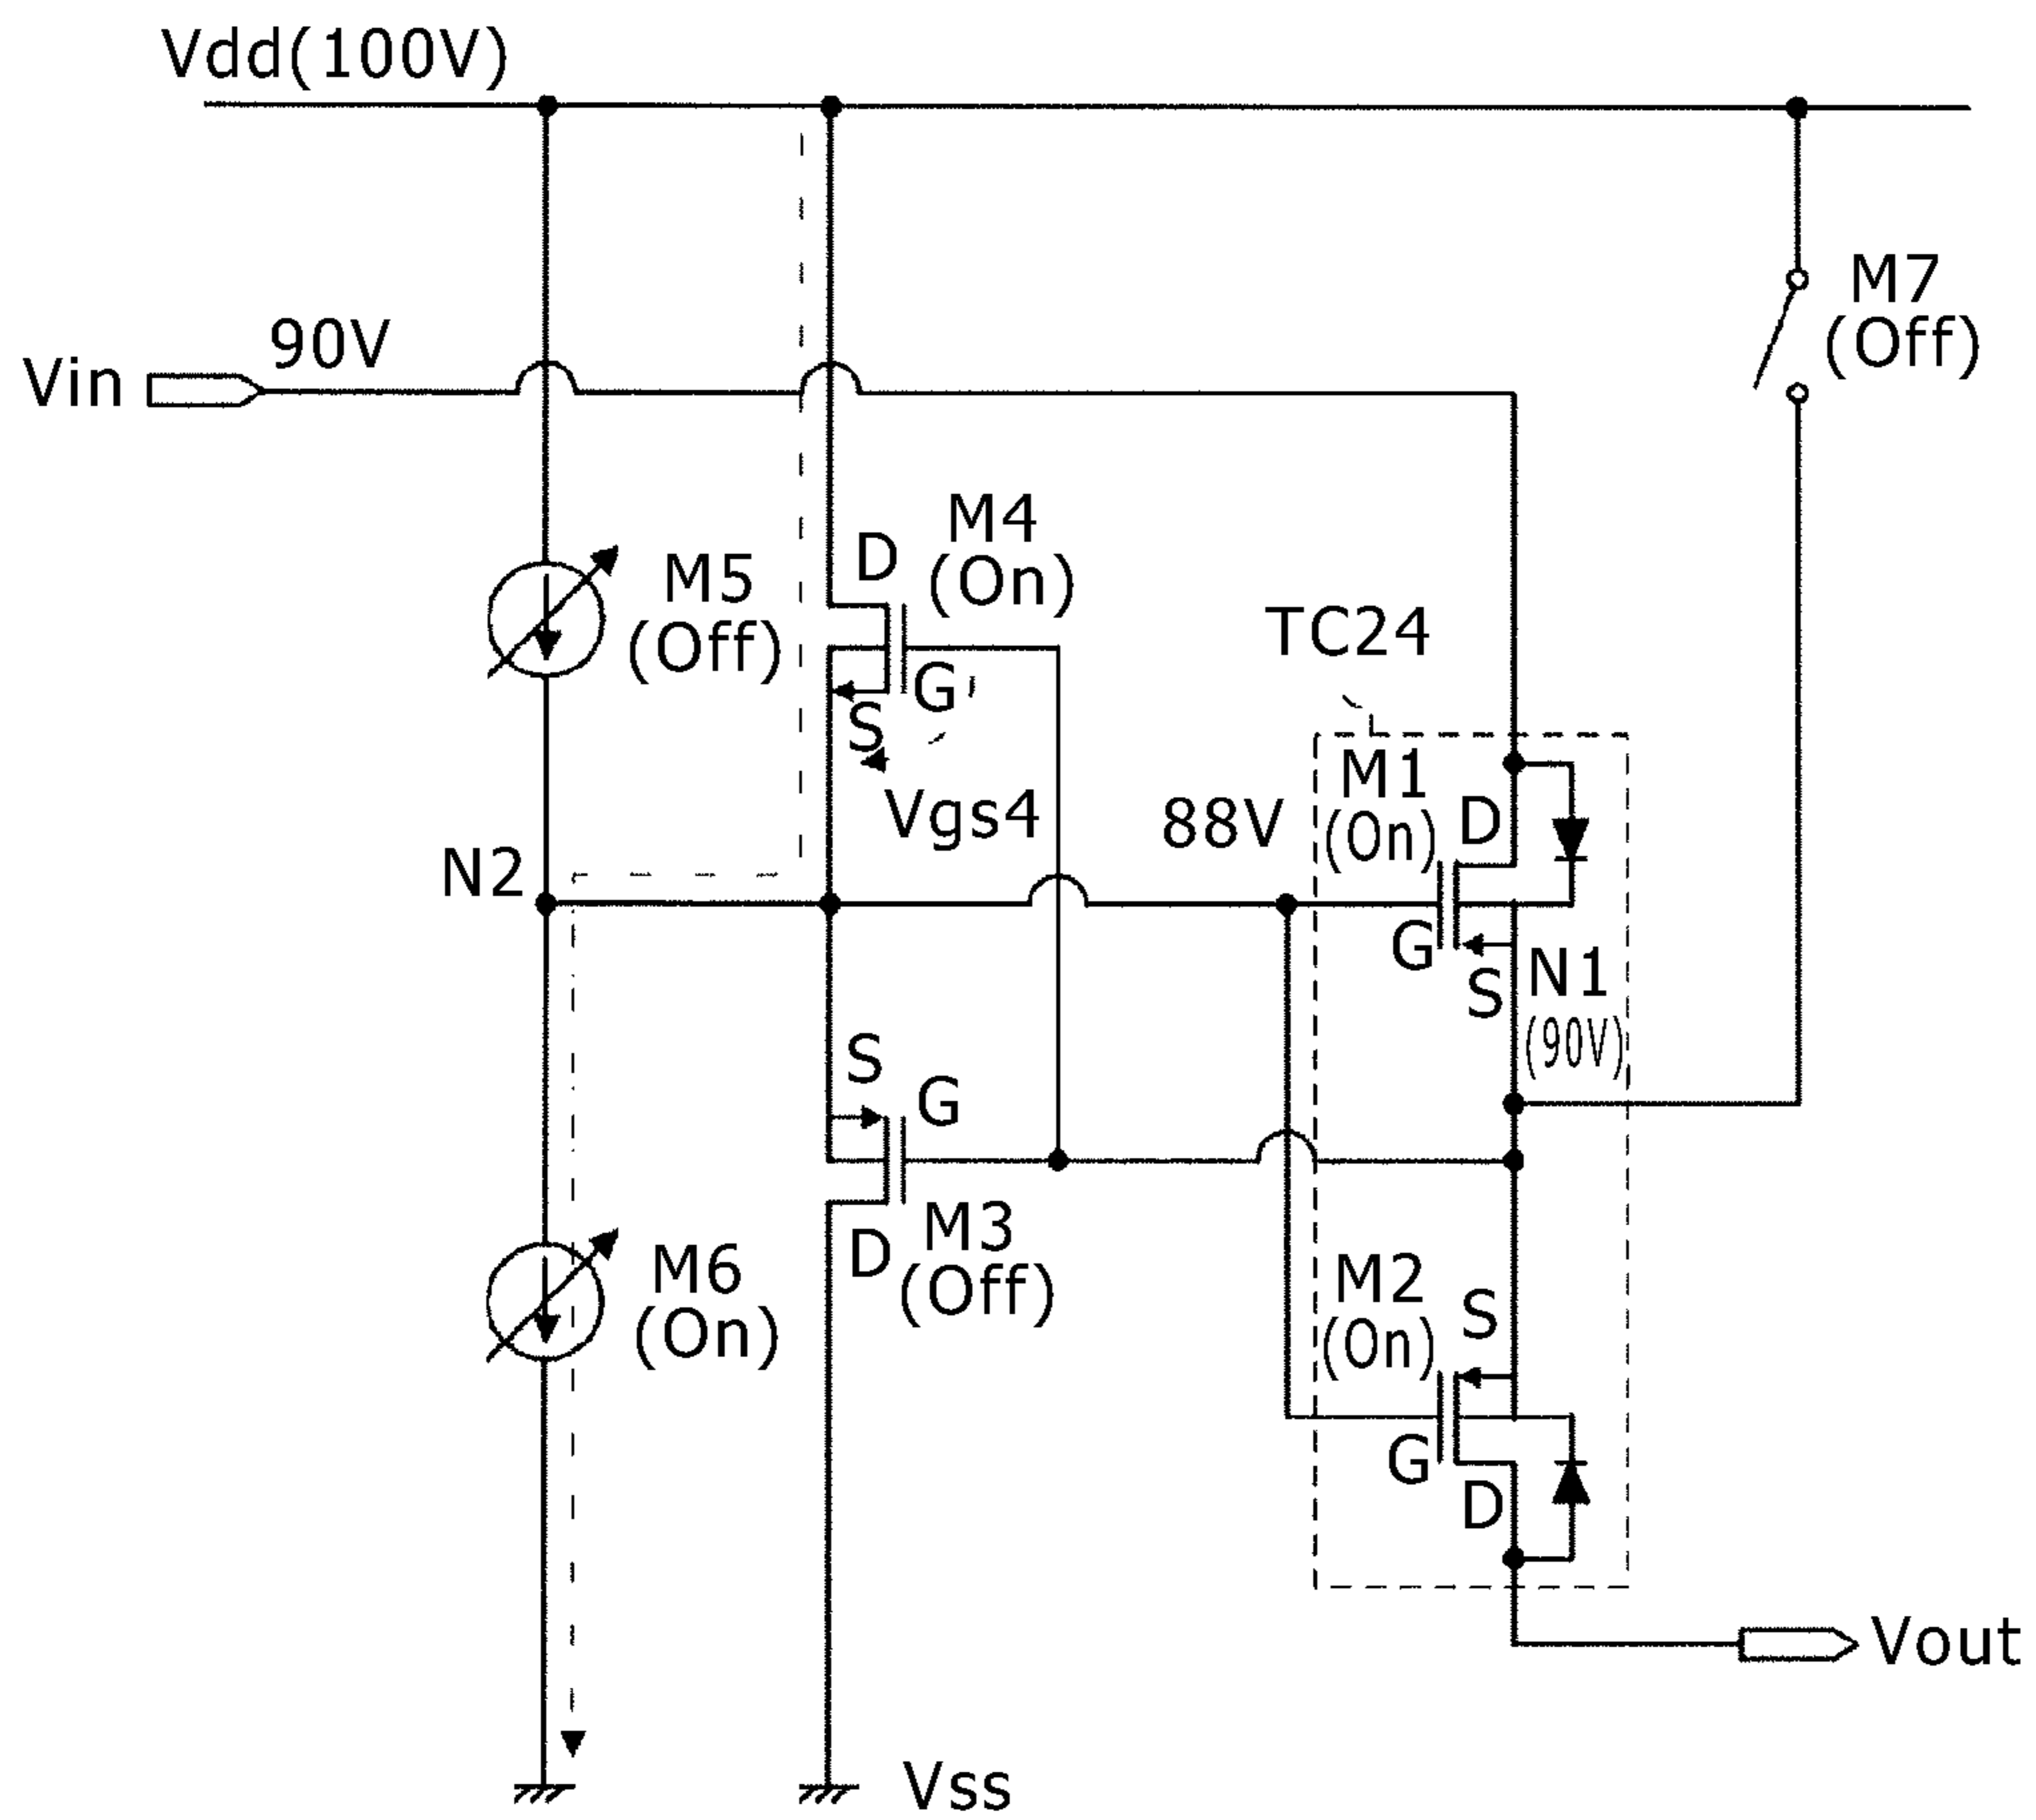 Vdd(100V)
M7
(Off)
90V
Vin
M4
(On)
D
M5
(Off)
TC24
G
S
Vgs4
M1
(On)
D
88V
N2
G
S
N1
(90V)
S
G
M3
(Off)
D
M6
(On)
M2
(On)
S
G
D
Vout
Vss